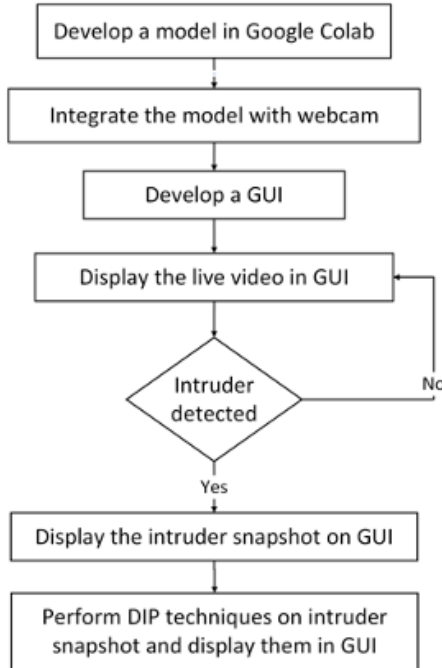 Develop a model in Google Colab
Integrate the model with webcam
Develop a GUI
Display the live video in GUI
Intruder
detected
No
Yes
Display the intruder snapshot on GUI
Perform DIP techniques on intruder
snapshot and display them in GUI